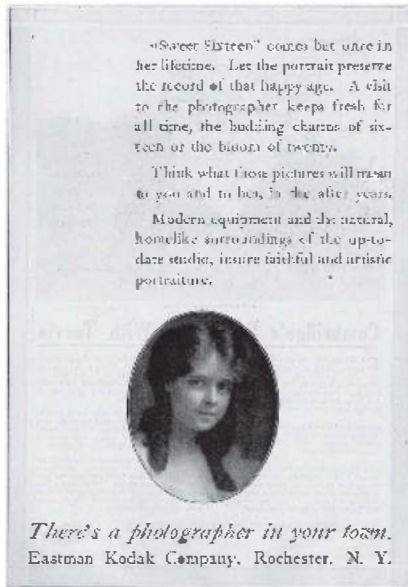 "Sweet Sixteen" comes but once in
her lifetime. Let the portrait preserve
the record of that happy age. A visit
to the photographer keeps fresh for
all time, the budding charms of six-
teen or the bloom of twenty.
Think what those pictures will mean
to you and to her, in the after years.
Modern equipment and the natural,
homelike surroundings of the up-to-
date studio, insure faithful and artistic
portraiture.
There's a photographer in your town.
Eastman Kodak Company, Rochester, N. Y.